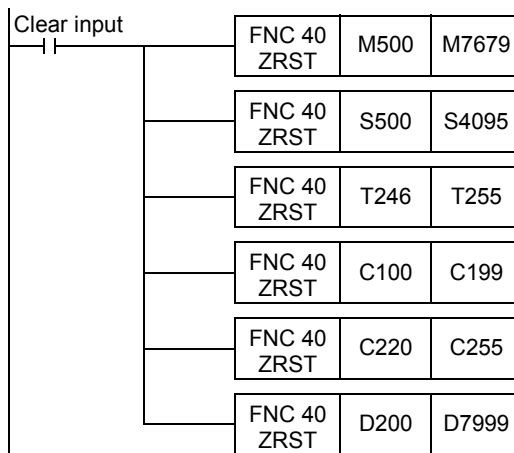 Clear input
FNC 40
ZRST M500 M7679
FNC 40
ZRST S500 S4095
FNC 40
ZRST T246 T255
FNC 40
ZRST C100 C199
FNC 40
ZRST C220 C255
FNC 40
ZRST D200 D7999